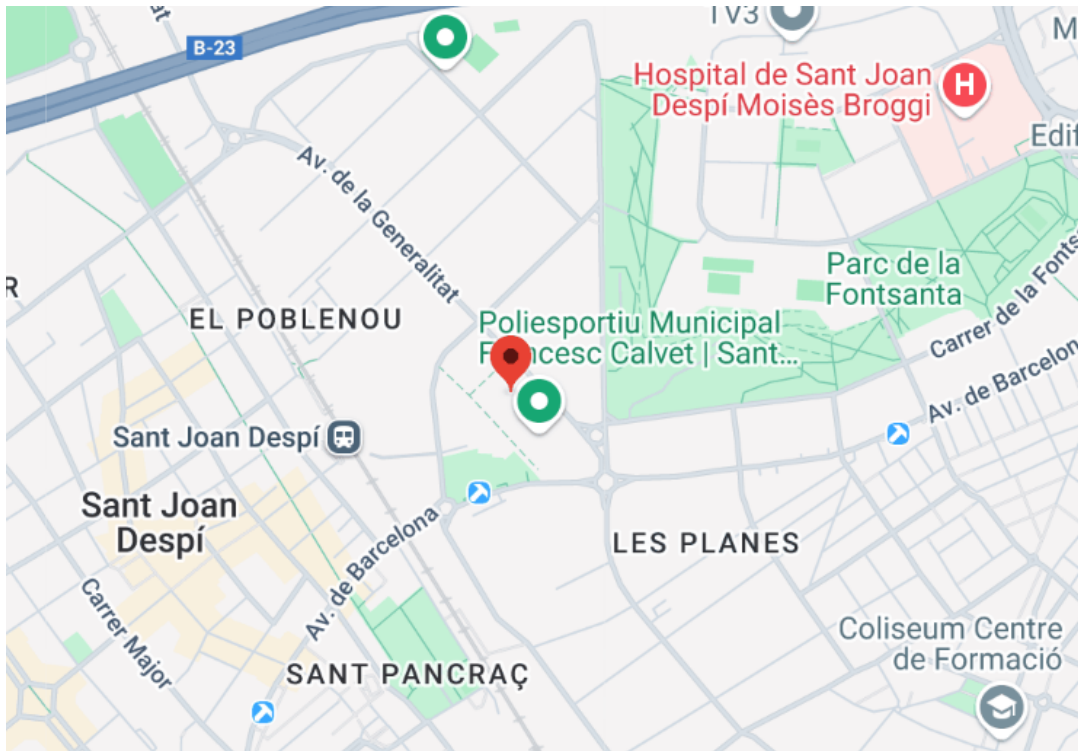 TV3
B-23
Hospital de Sant Joan
Despí Moisès Broggi
Av. de la Generalitat
Parc de la
Fontsanta
EL POBLENOU
Poliesportiu Municipal
Calvet | Sant...
Carrer de la
Av. de Barcelon
Sant Joan Despí
Sant Joan
Despí
Av. de Barcelona
LES PLANES
Carrer Major
Coliseum Centre
de Formació
SANT PANCRAÇ
H
R
M
Edif
at